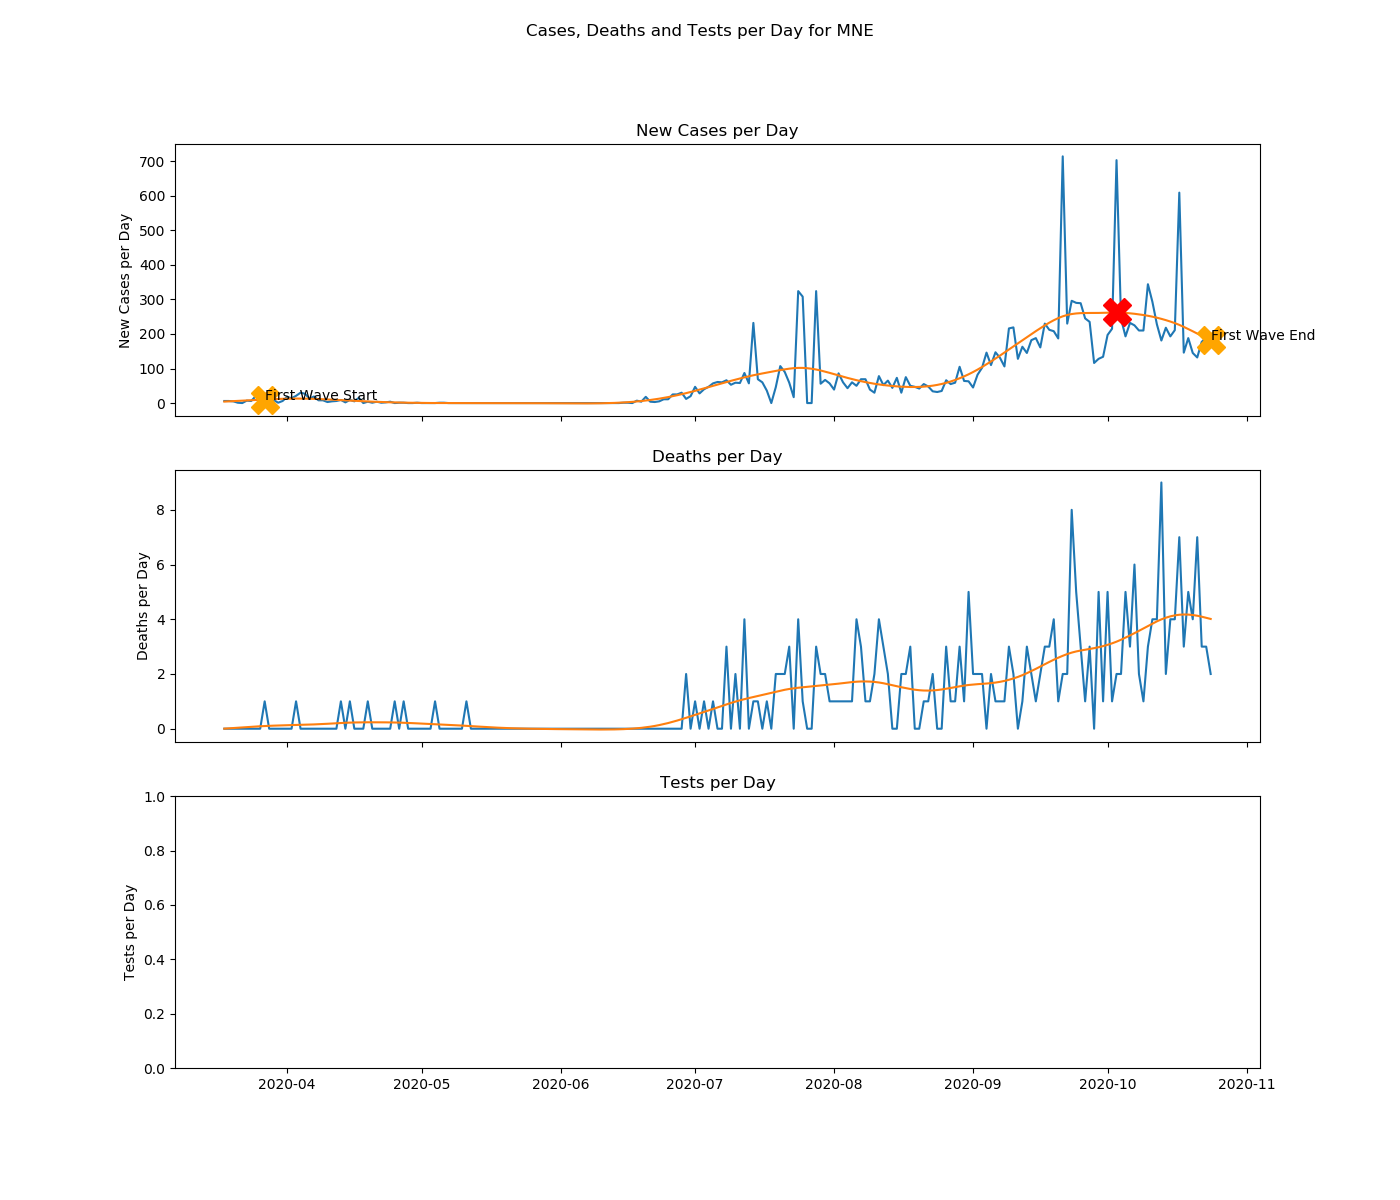 Cases, Deaths and Tests per Day for MNE
New Cases per Day
New Cases per Day
700
600
500
400
300
200
100
0
First Wave Start
First Wave End
Deaths per Day
Deaths per Day
8
6
4
2
0
Tests per Day
Tests per Day
1.0
0.8
0.6
0.4
0.2
0.0
2020-04 2020-05 2020-06 2020-07 2020-08 2020-09 2020-10 2020-11